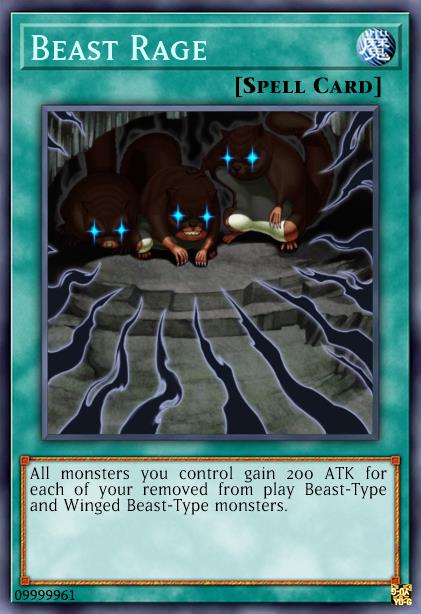 Beast Rage
魔
[Spell Card]
All monsters you control gain 200 ATK for
each of your removed from play Beast-Type
and Winged Beast-Type monsters.
09999961